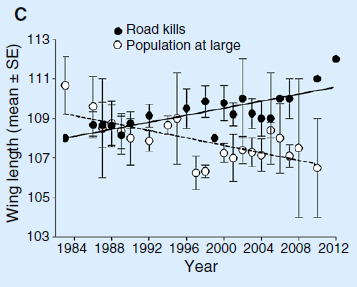 C
Road kills
Population at large
Wing length (mean ± SE)
113
111
109
107
105
103
1984 1988 1992 1996 2000 2004 2008 2012
Year